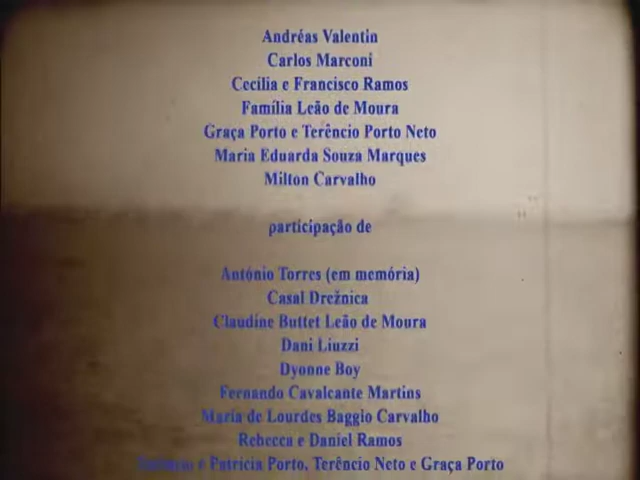 Andréas Valentin
Carlos Marconi
Cecília e Francisco Ramos
Família Leão de Moura
Graça Porto e Terêncio Porto Neto
Maria Eduarda Souza Marques
Milton Carvalho
participação de
António Torres (em memória)
Casal Drežnica
Claudine Buttet Leão de Moura
Dani Liuzzi
Dyonne Boy
Fernando Cavalcante Martins
Maria de Lourdes Baggio Carvalho
Rebecca e Daniel Ramos
e Patricia Porto, Terêncio Neto e Graça Porto